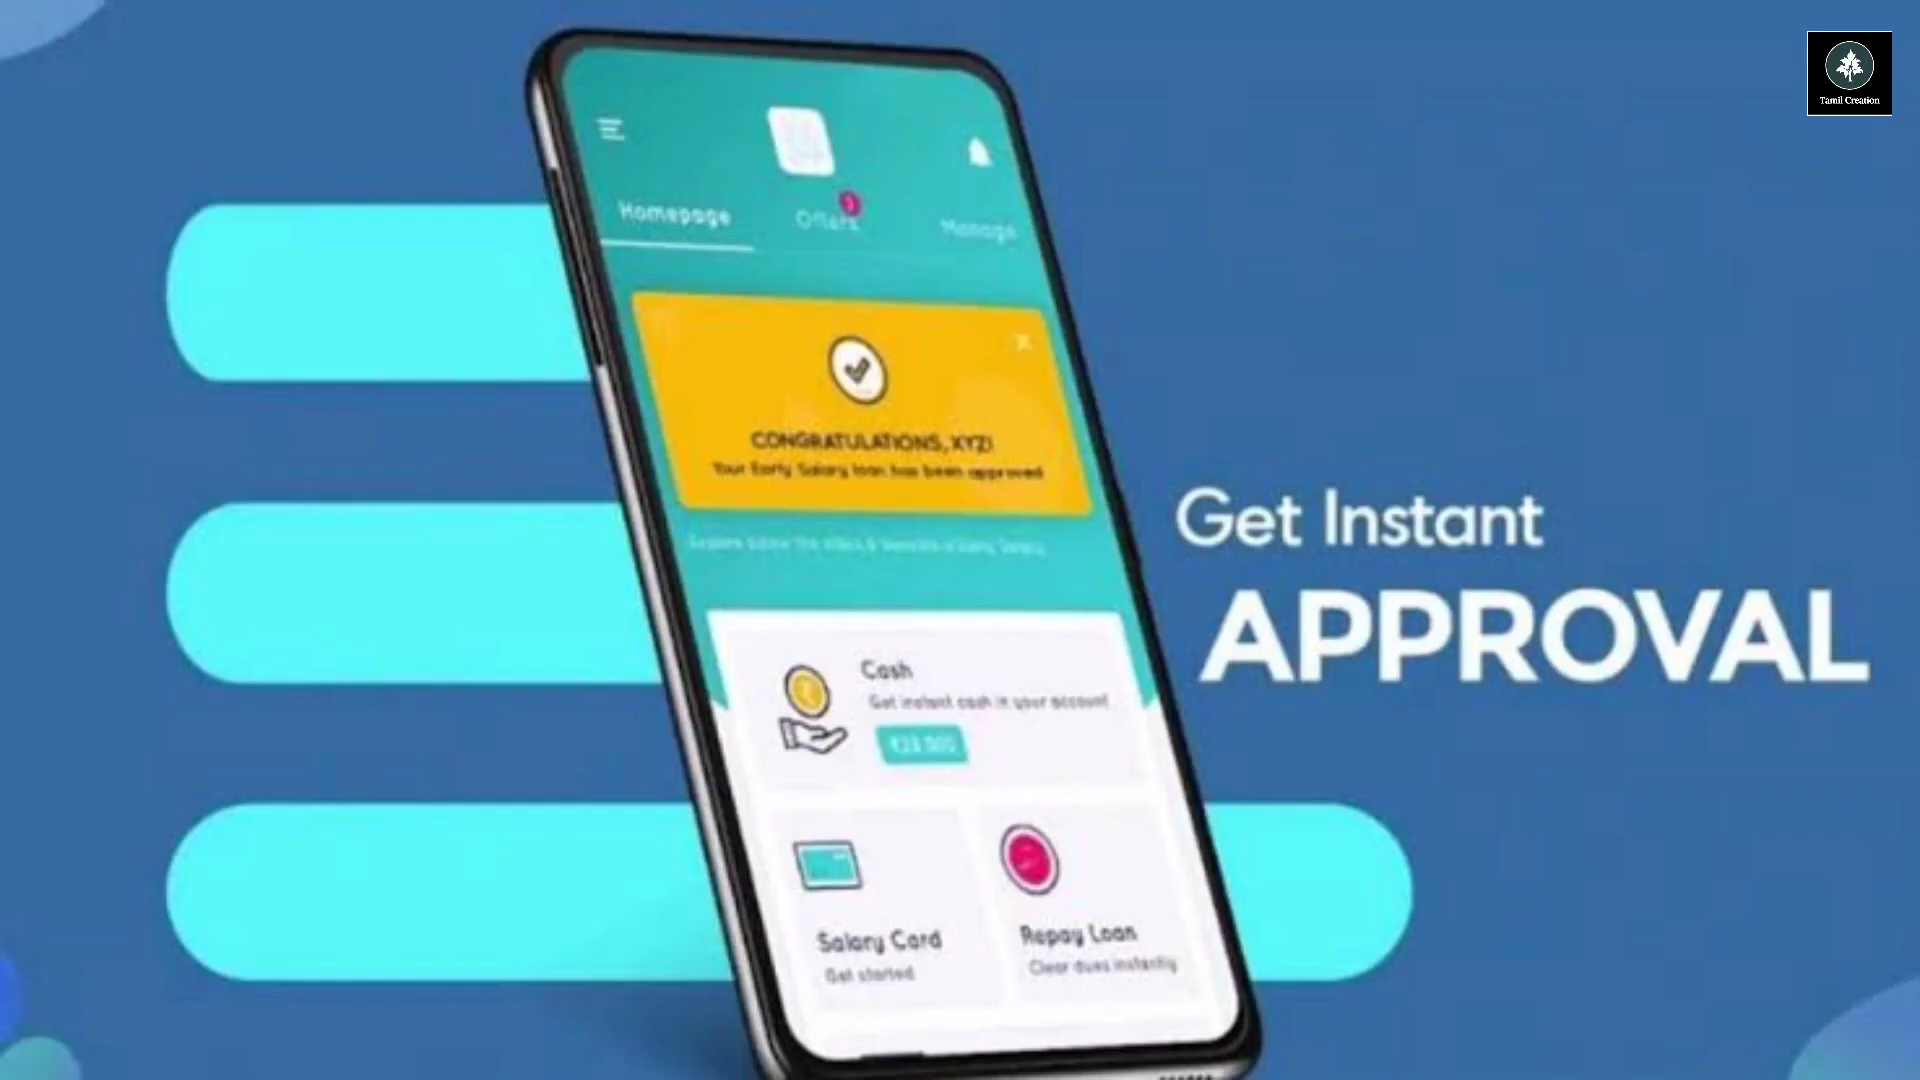 Tamil Creation
Homepage
Offers
Manage
CONGRATULATIONS, XYZ!
Your Early Salary loan has been approved
Get Instant
APPROVAL
Cash
Get instant cash in your account
Salary Card
Get started
Repay Loan
Clear dues instantly